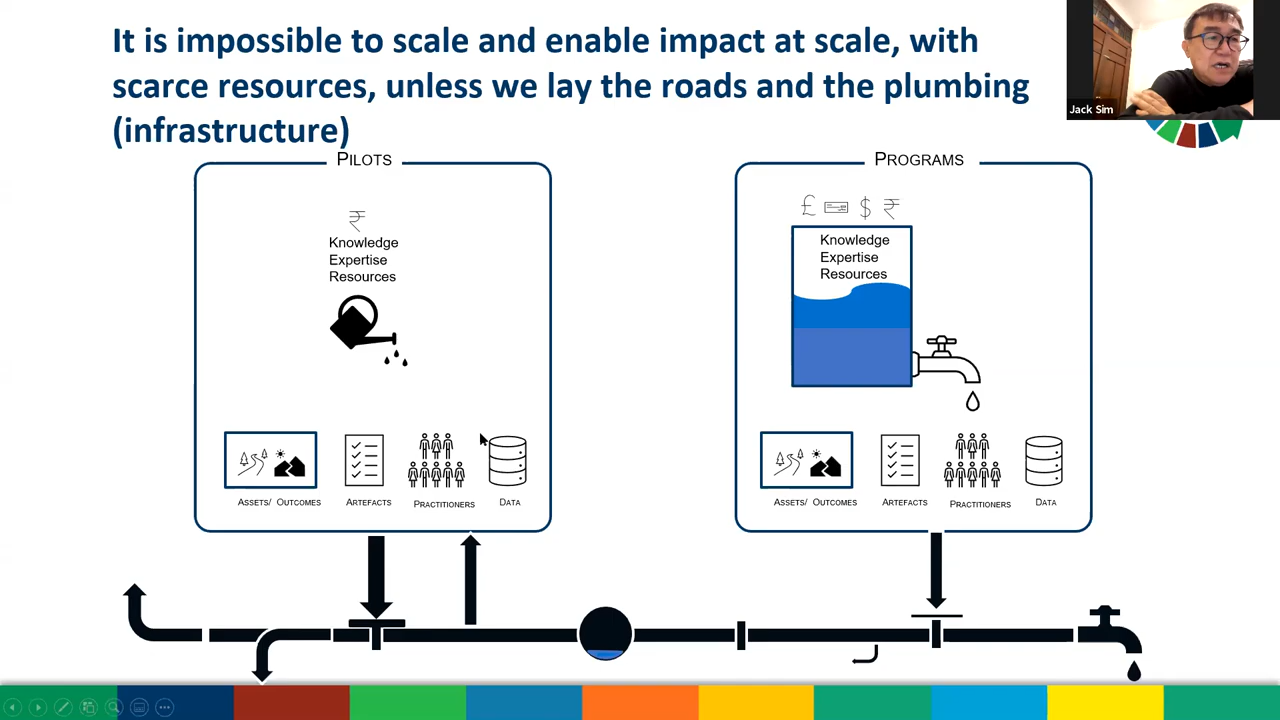 It is impossible to scale and enable impact at scale, with
scarce resources, unless we lay the roads and the plumbing
(infrastructure)
Jack Sim
PILOTS
₹
Knowledge
Expertise
Resources
ASSETS/ OUTCOMES
ARTEFACTS
PRACTITIONERS
DATA
PROGRAMS
£ $ ₹
Knowledge
Expertise
Resources
ASSETS/ OUTCOMES
ARTEFACTS
PRACTITIONERS
DATA